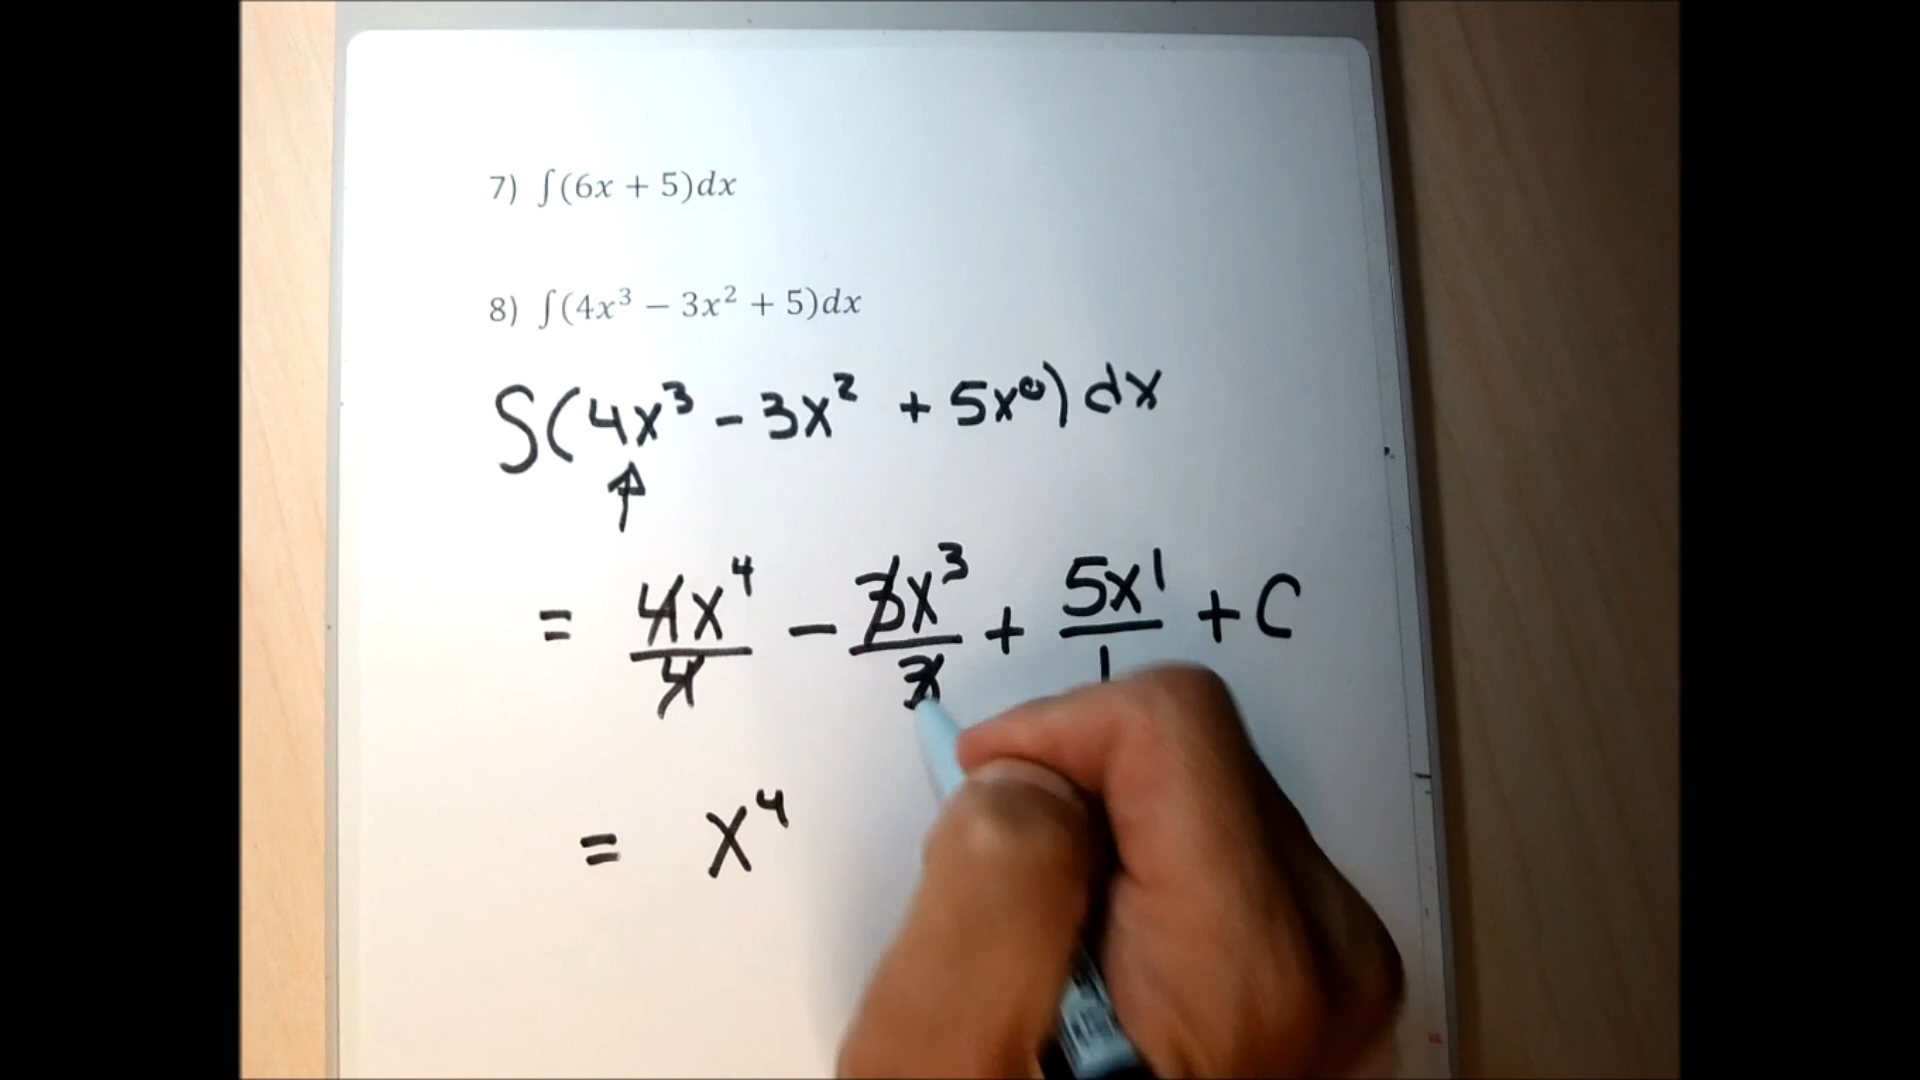 7) ∫(6x + 5)dx
8) ∫(4x³ − 3x² + 5)dx
∫(4x³ - 3x² + 5x⁰) dx
= 4x⁴/4 - 3x³/3 + 5x¹/1 + C
= x⁴